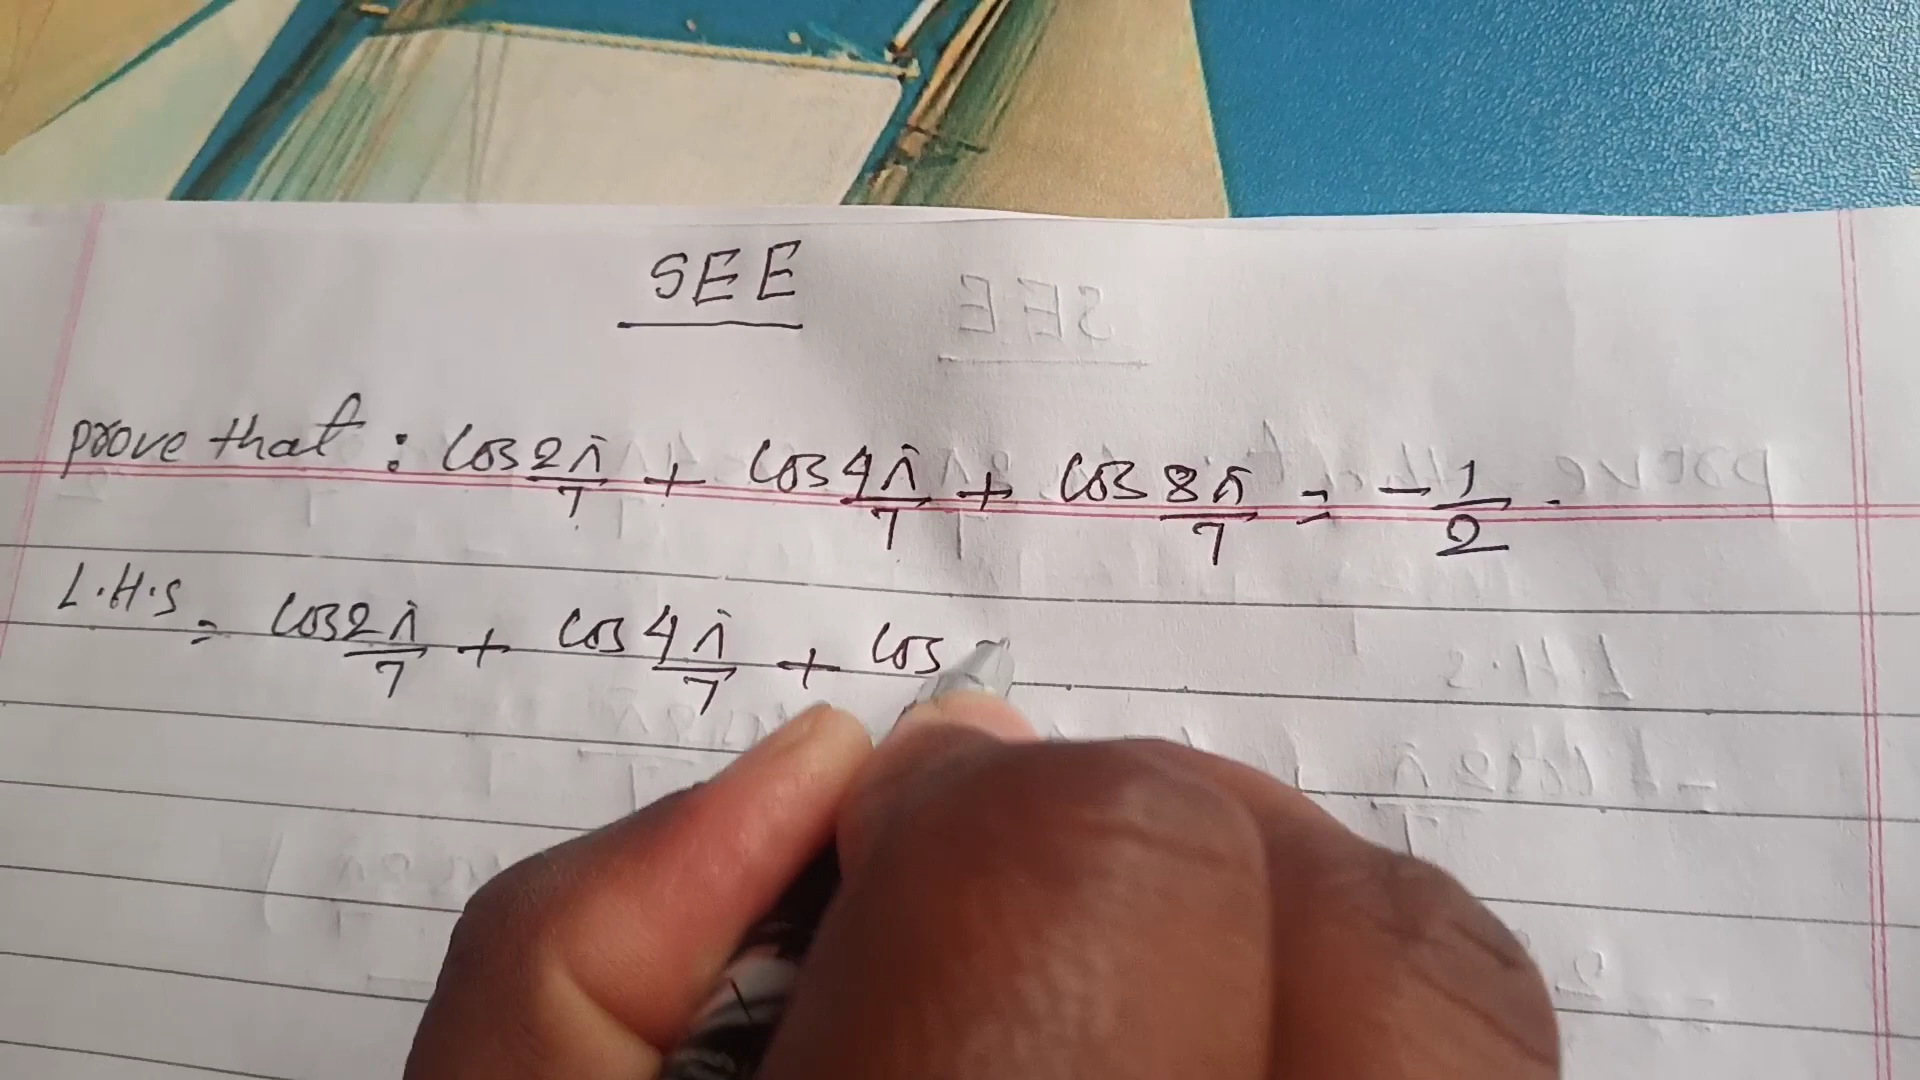 SEE
prove that : cos 2π/7 + cos 4π/7 + cos 8π/7 = -1/2.
L.H.S = cos 2π/7 + cos 4π/7 + cos